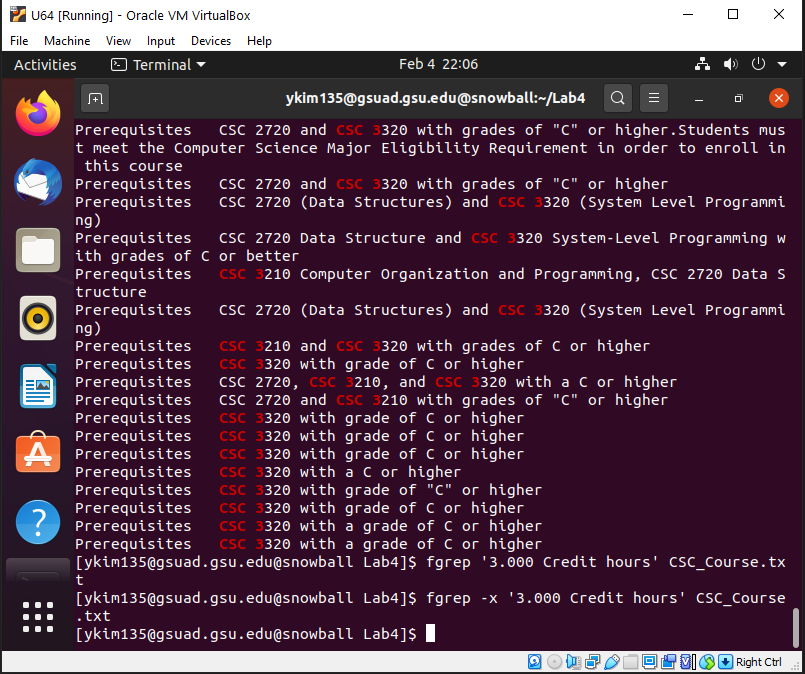 U64 [Running] - Oracle VM VirtualBox
File Machine View Input Devices Help
Activities Terminal Feb 4 22:06
ykim135@gsuad.gsu.edu@snowball:~/Lab4
Prerequisites   CSC 2720 and CSC 3320 with grades of "C" or higher.Students mus
t meet the Computer Science Major Eligibility Requirement in order to enroll in
 this course
Prerequisites   CSC 2720 and CSC 3320 with grades of "C" or higher
Prerequisites   CSC 2720 (Data Structures) and CSC 3320 (System Level Programmi
ng)
Prerequisites   CSC 2720 Data Structure and CSC 3320 System-Level Programming w
ith grades of C or better
Prerequisites   CSC 3210 Computer Organization and Programming, CSC 2720 Data S
tructure
Prerequisites   CSC 2720 (Data Structures) and CSC 3320 (System Level Programmi
ng)
Prerequisites   CSC 3210 and CSC 3320 with grades of C or higher
Prerequisites   CSC 3320 with grade of C or higher
Prerequisites   CSC 2720, CSC 3210, and CSC 3320 with a C or higher
Prerequisites   CSC 2720 and CSC 3210 with grades of "C" or higher
Prerequisites   CSC 3320 with grade of C or higher
Prerequisites   CSC 3320 with grade of C or higher
Prerequisites   CSC 3320 with grade of C or higher
Prerequisites   CSC 3320 with a C or higher
Prerequisites   CSC 3320 with grade of "C" or higher
Prerequisites   CSC 3320 with grade of C or higher
Prerequisites   CSC 3320 with a grade of C or higher
Prerequisites   CSC 3320 with a grade of C or higher
[ykim135@gsuad.gsu.edu@snowball Lab4]$ fgrep '3.000 Credit hours' CSC_Course.tx
t
[ykim135@gsuad.gsu.edu@snowball Lab4]$ fgrep -x '3.000 Credit hours' CSC_Course
.txt
[ykim135@gsuad.gsu.edu@snowball Lab4]$
Right Ctrl